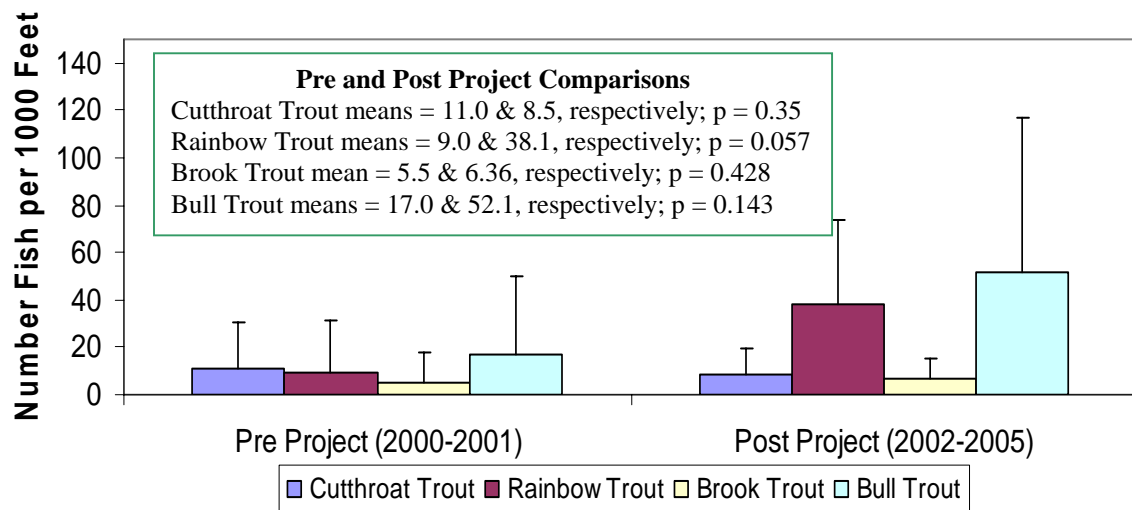 Number Fish per 1000 Feet
140
120
100
80
60
40
20
0
Pre and Post Project Comparisons
Cutthroat Trout means = 11.0 & 8.5, respectively; p = 0.35
Rainbow Trout means = 9.0 & 38.1, respectively; p = 0.057
Brook Trout mean = 5.5 & 6.36, respectively; p = 0.428
Bull Trout means = 17.0 & 52.1, respectively; p = 0.143
Pre Project (2000-2001) Post Project (2002-2005)
Cutthroat Trout Rainbow Trout Brook Trout Bull Trout